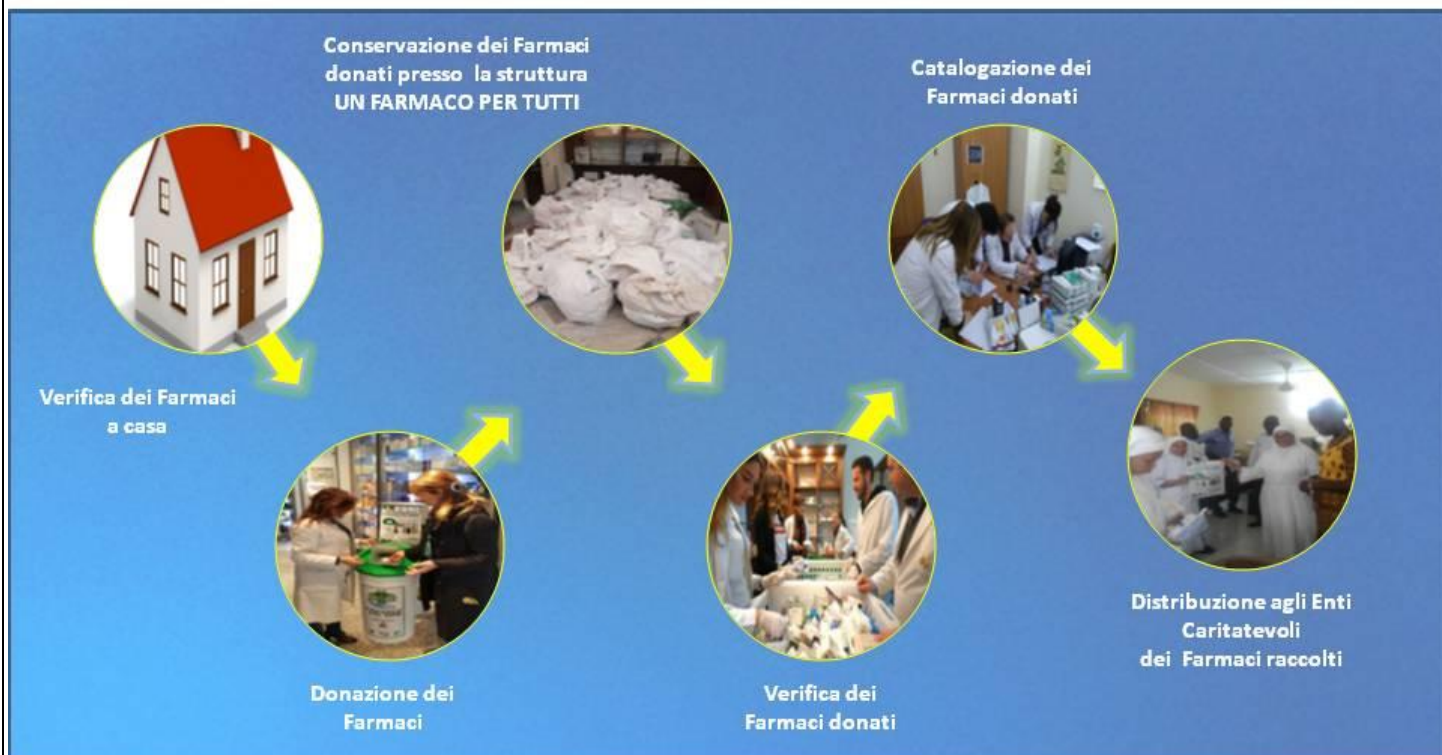 Conservazione dei Farmaci
donati presso la struttura
UN FARMACO PER TUTTI
Catalogazione dei
Farmaci donati
Verifica dei Farmaci
a casa
Donazione dei
Farmaci
Verifica dei
Farmaci donati
Distribuzione agli Enti
Caritatevoli
dei Farmaci raccolti